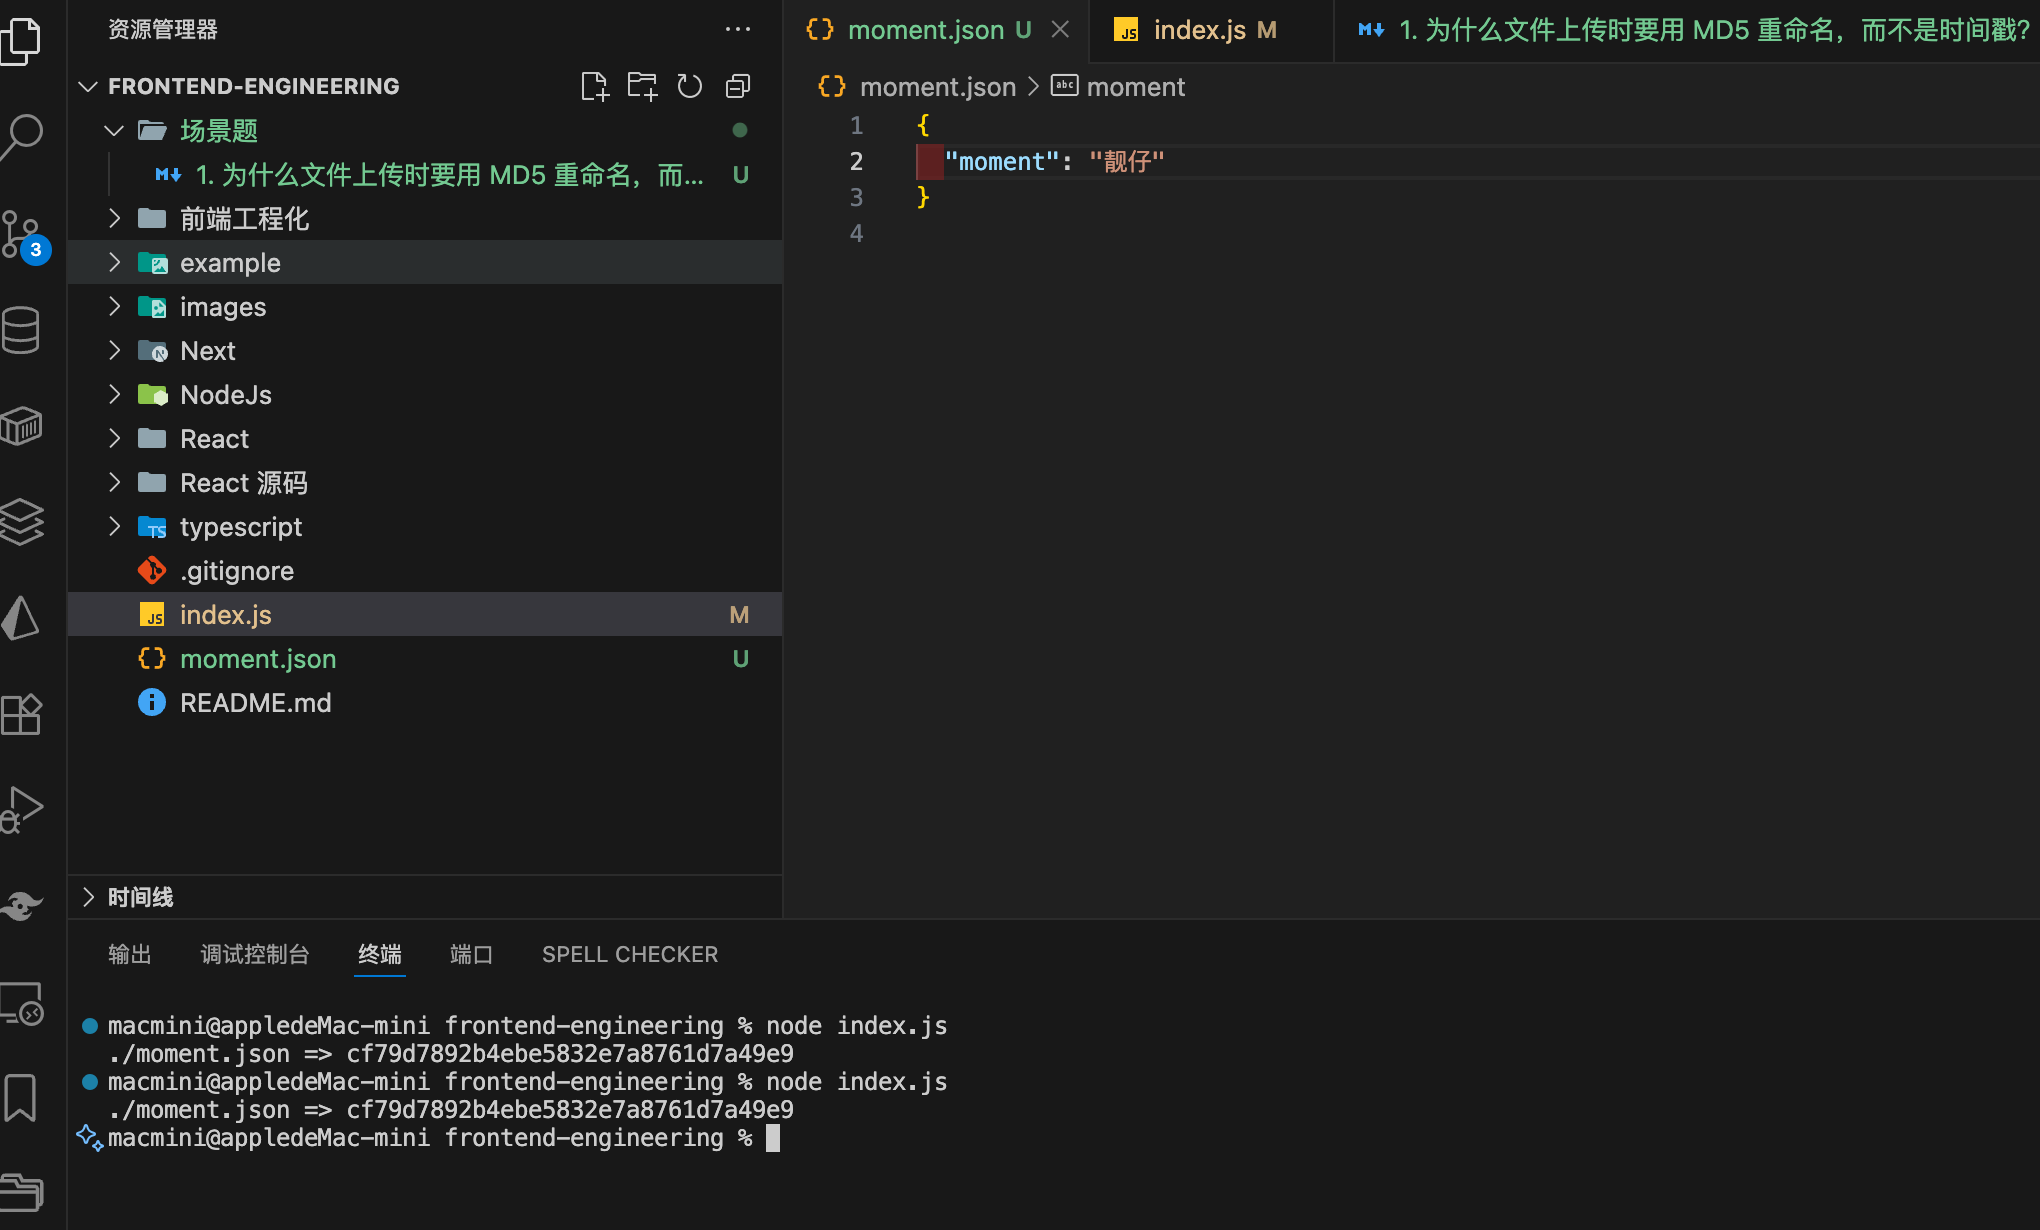 资源管理器
FRONTEND-ENGINEERING
场景题
1. 为什么文件上传时要用 MD5 重命名，而... U
前端工程化
example
images
Next
NodeJs
React
React 源码
typescript
.gitignore
index.js M
moment.json U
README.md
时间线
3
moment.json U
index.js M
1. 为什么文件上传时要用 MD5 重命名，而不是时间戳?
moment.json > moment
1 {
2 "moment": "靓仔"
3 }
4
输出 调试控制台 终端 端口 SPELL CHECKER
macmini@appledeMac-mini frontend-engineering % node index.js
./moment.json => cf79d7892b4ebe5832e7a8761d7a49e9
macmini@appledeMac-mini frontend-engineering % node index.js
./moment.json => cf79d7892b4ebe5832e7a8761d7a49e9
macmini@appledeMac-mini frontend-engineering %